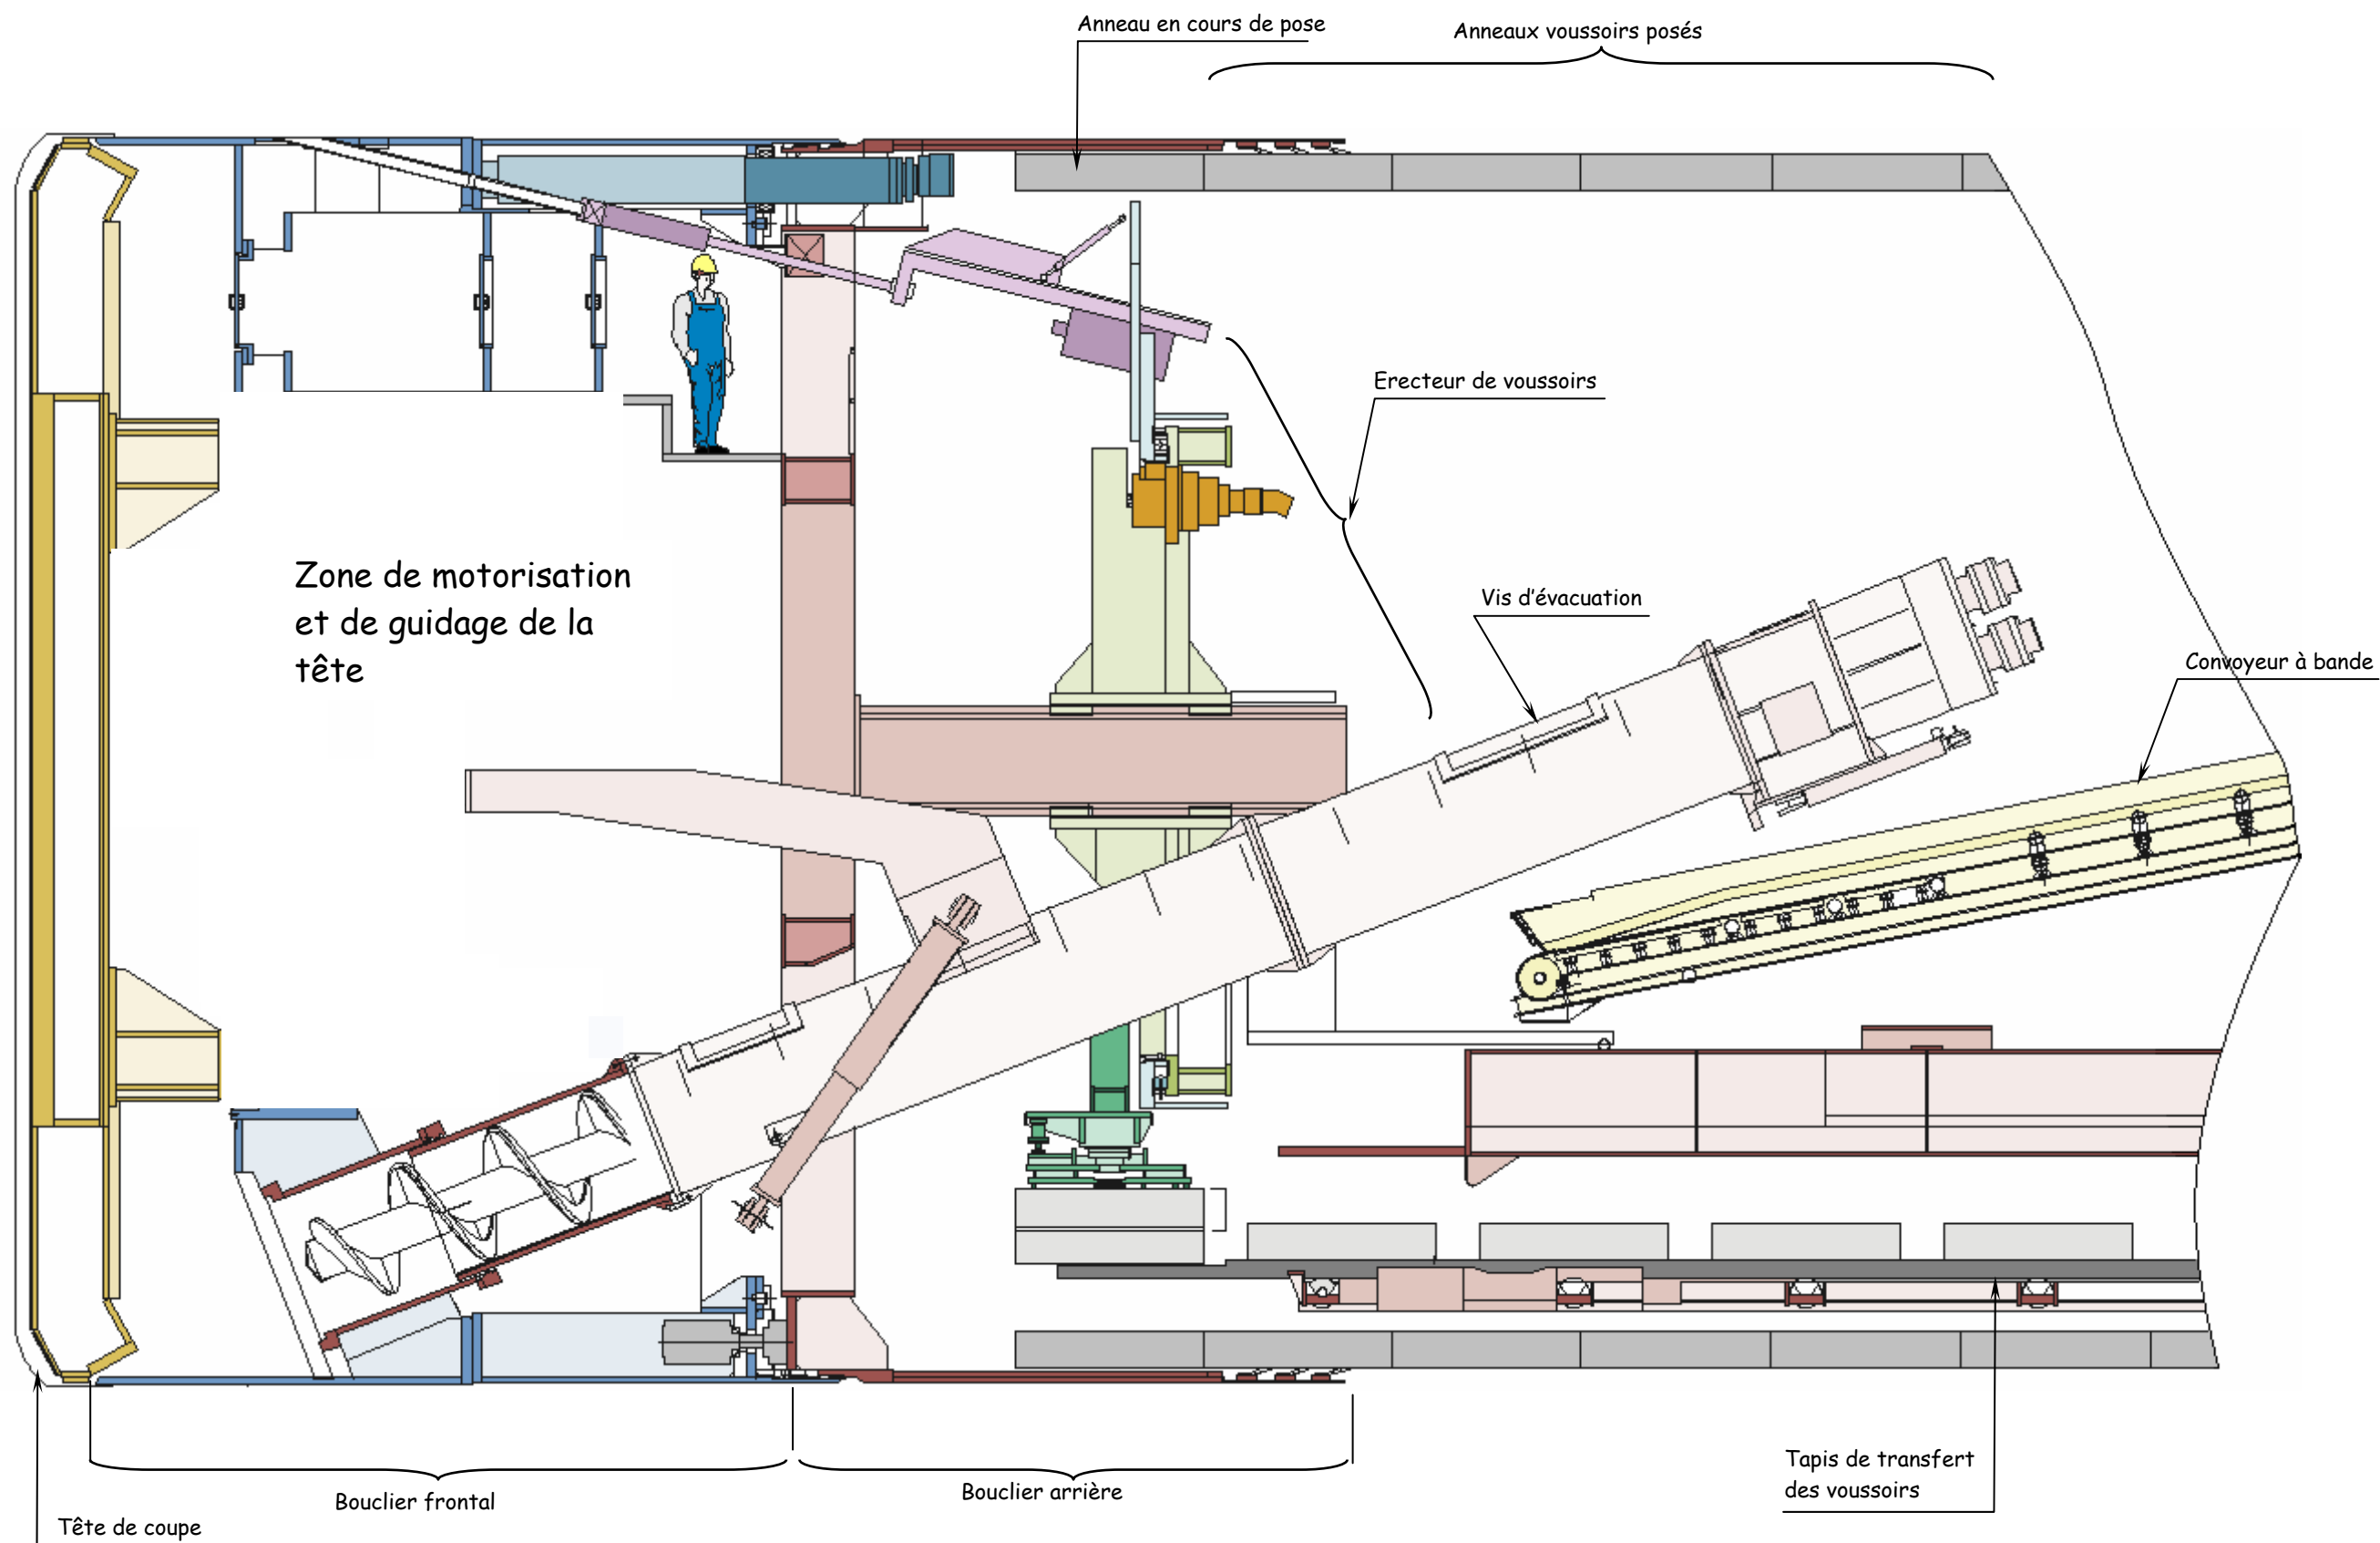 Anneau en cours de pose
Anneaux voussoirs posés
Erecteur de voussoirs
Zone de motorisation
et de guidage de la
tête
Vis d’évacuation
Convoyeur à bande
Tapis de transfert
des voussoirs
Bouclier arrière
Bouclier frontal
Tête de coupe